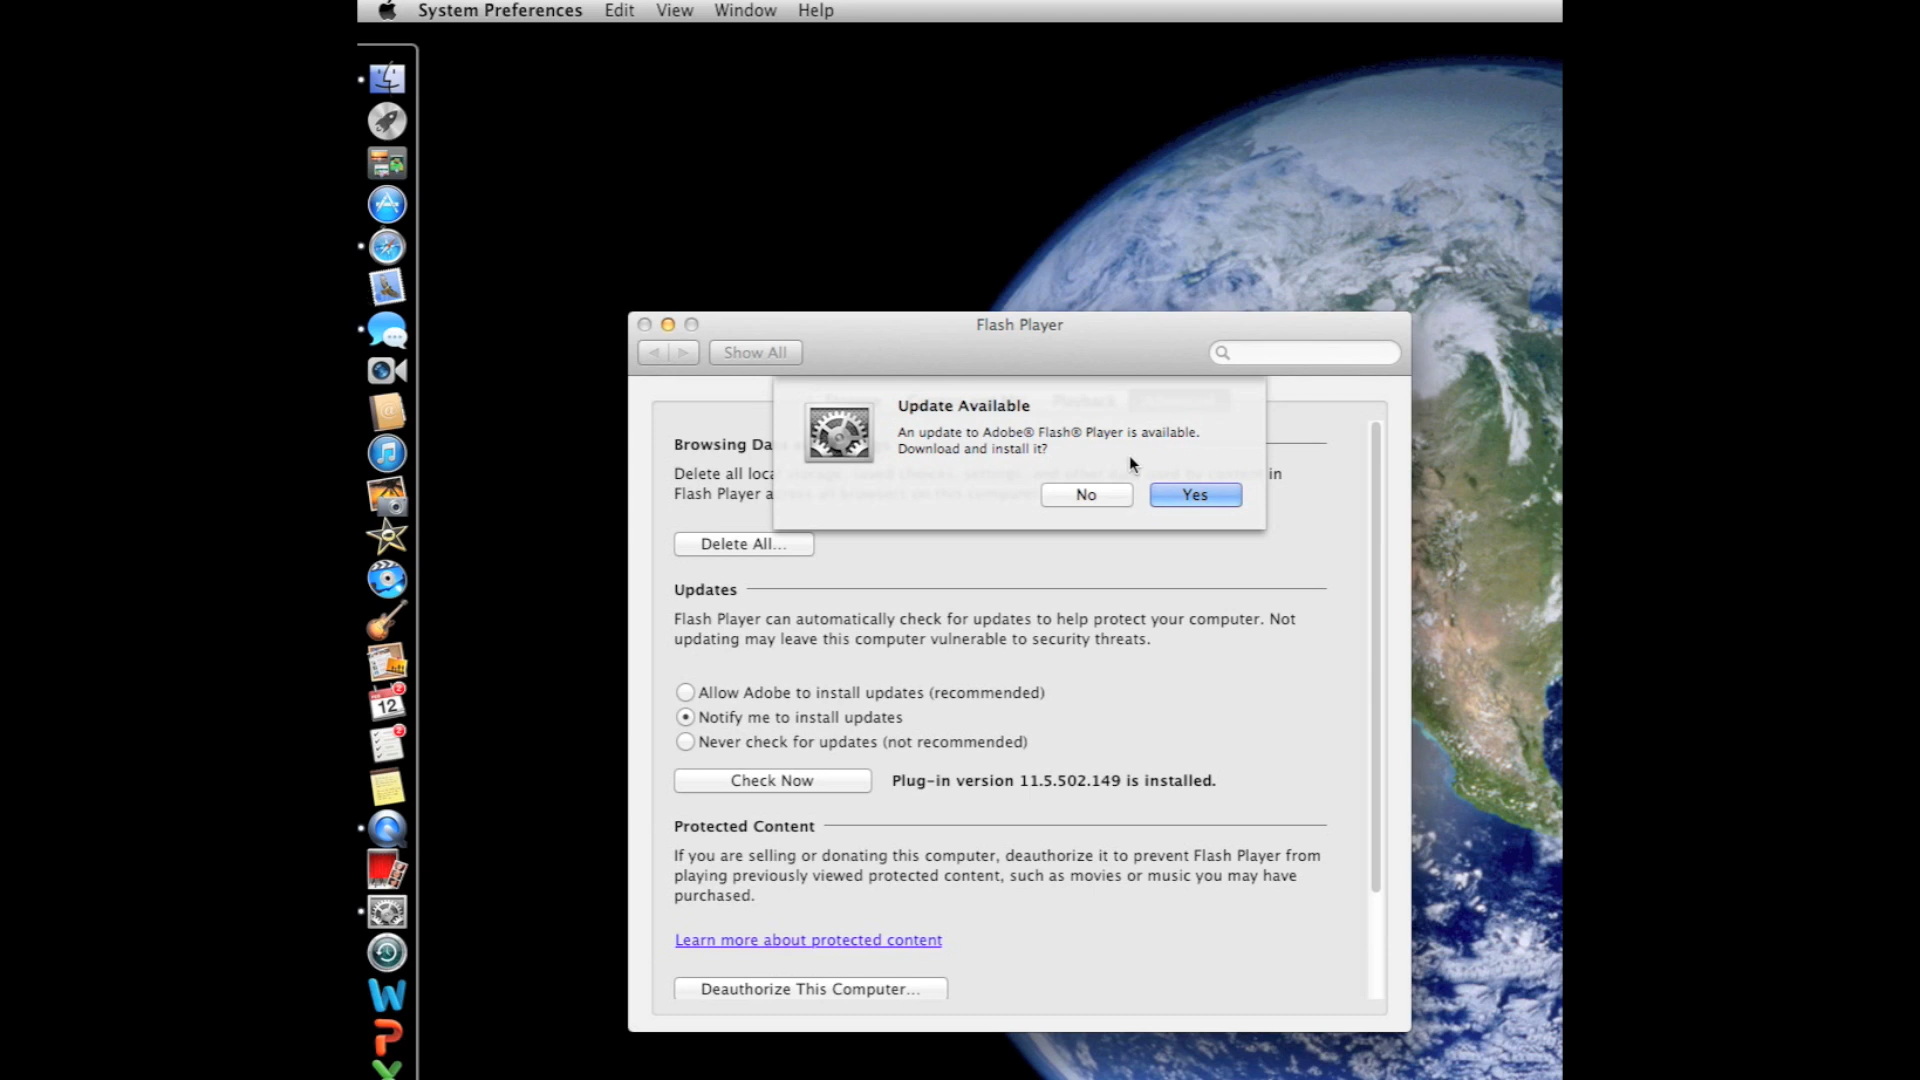 System Preferences Edit View Window Help
Flash Player
Show All
Update Available
An update to Adobe® Flash® Player is available.
Download and install it?
No
Yes
Browsing Da
Delete all loca
in
Flash Player a
Delete All...
Updates
Flash Player can automatically check for updates to help protect your computer. Not
updating may leave this computer vulnerable to security threats.
Allow Adobe to install updates (recommended)
Notify me to install updates
Never check for updates (not recommended)
Check Now
Plug-in version 11.5.502.149 is installed.
Protected Content
If you are selling or donating this computer, deauthorize it to prevent Flash Player from
playing previously viewed protected content, such as movies or music you may have
purchased.
Learn more about protected content
Deauthorize This Computer...
2
12
2